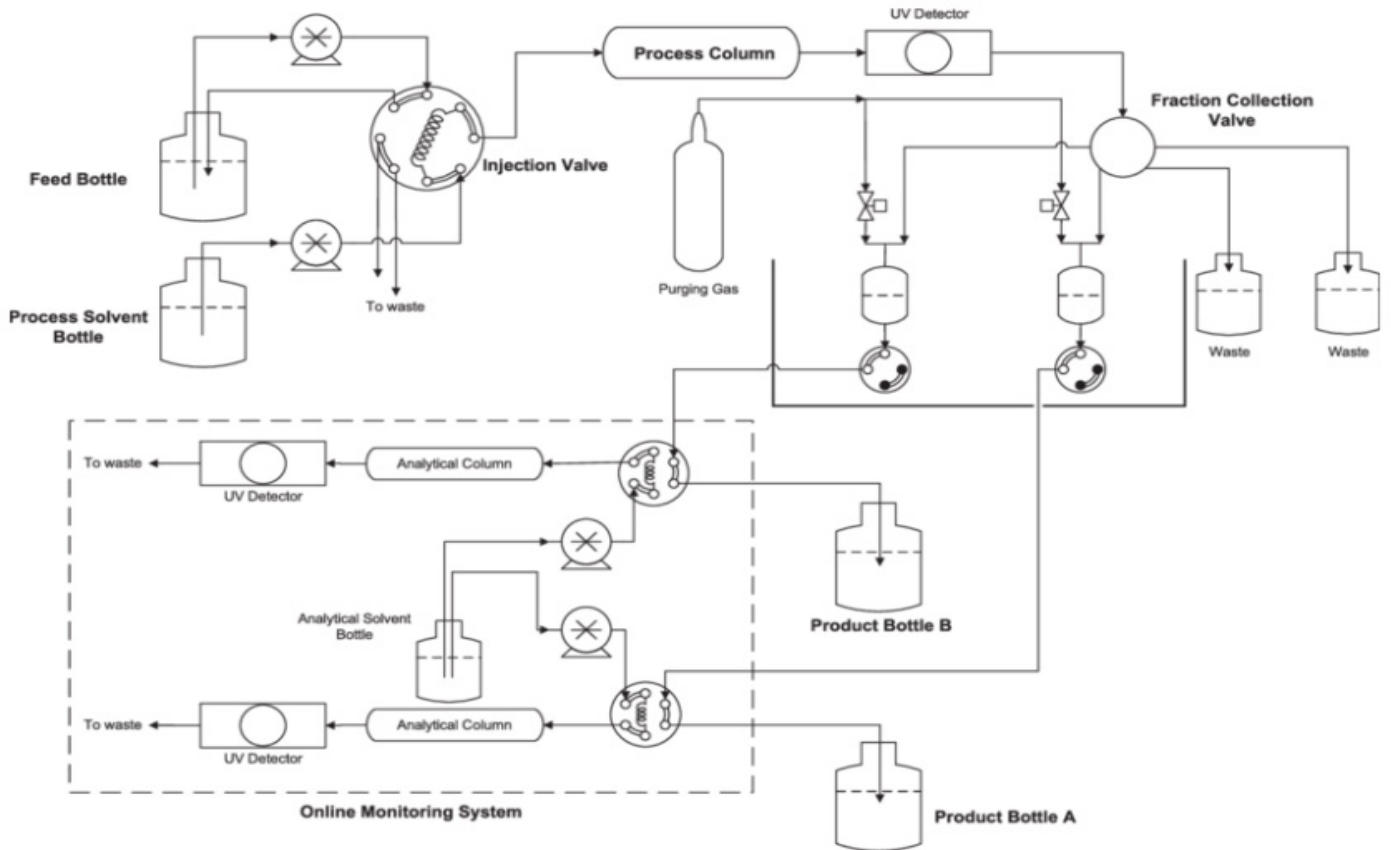 UV Detector
Process Column
Fraction Collection
Valve
Injection Valve
Feed Bottle
Purging Gas
To waste
Process Solvent
Bottle
Waste
Waste
To waste
Analytical Column
UV Detector
Analytical Solvent
Bottle
Product Bottle B
To waste
Analytical Column
UV Detector
Online Monitoring System
Product Bottle A